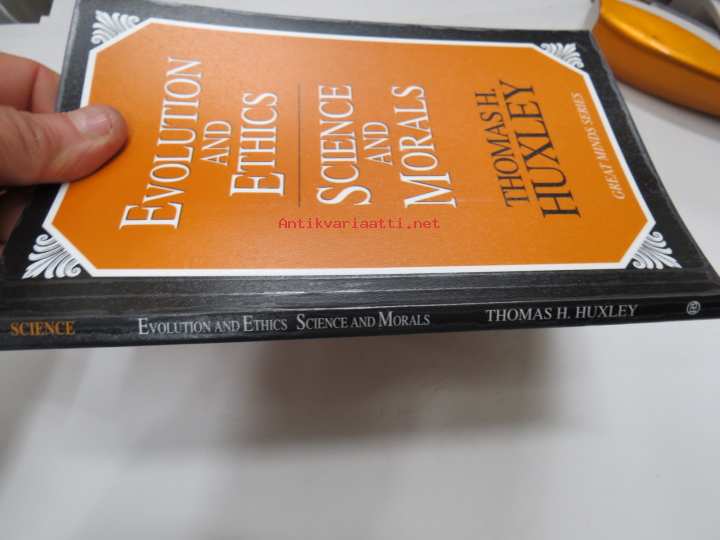 EVOLUTION
AND
ETHICS
SCIENCE
AND
MORALS
THOMAS H.
HUXLEY
GREAT MINDS SERIES
Antikvariaatti.net
SCIENCE EVOLUTION AND ETHICS SCIENCE AND MORALS THOMAS H. HUXLEY